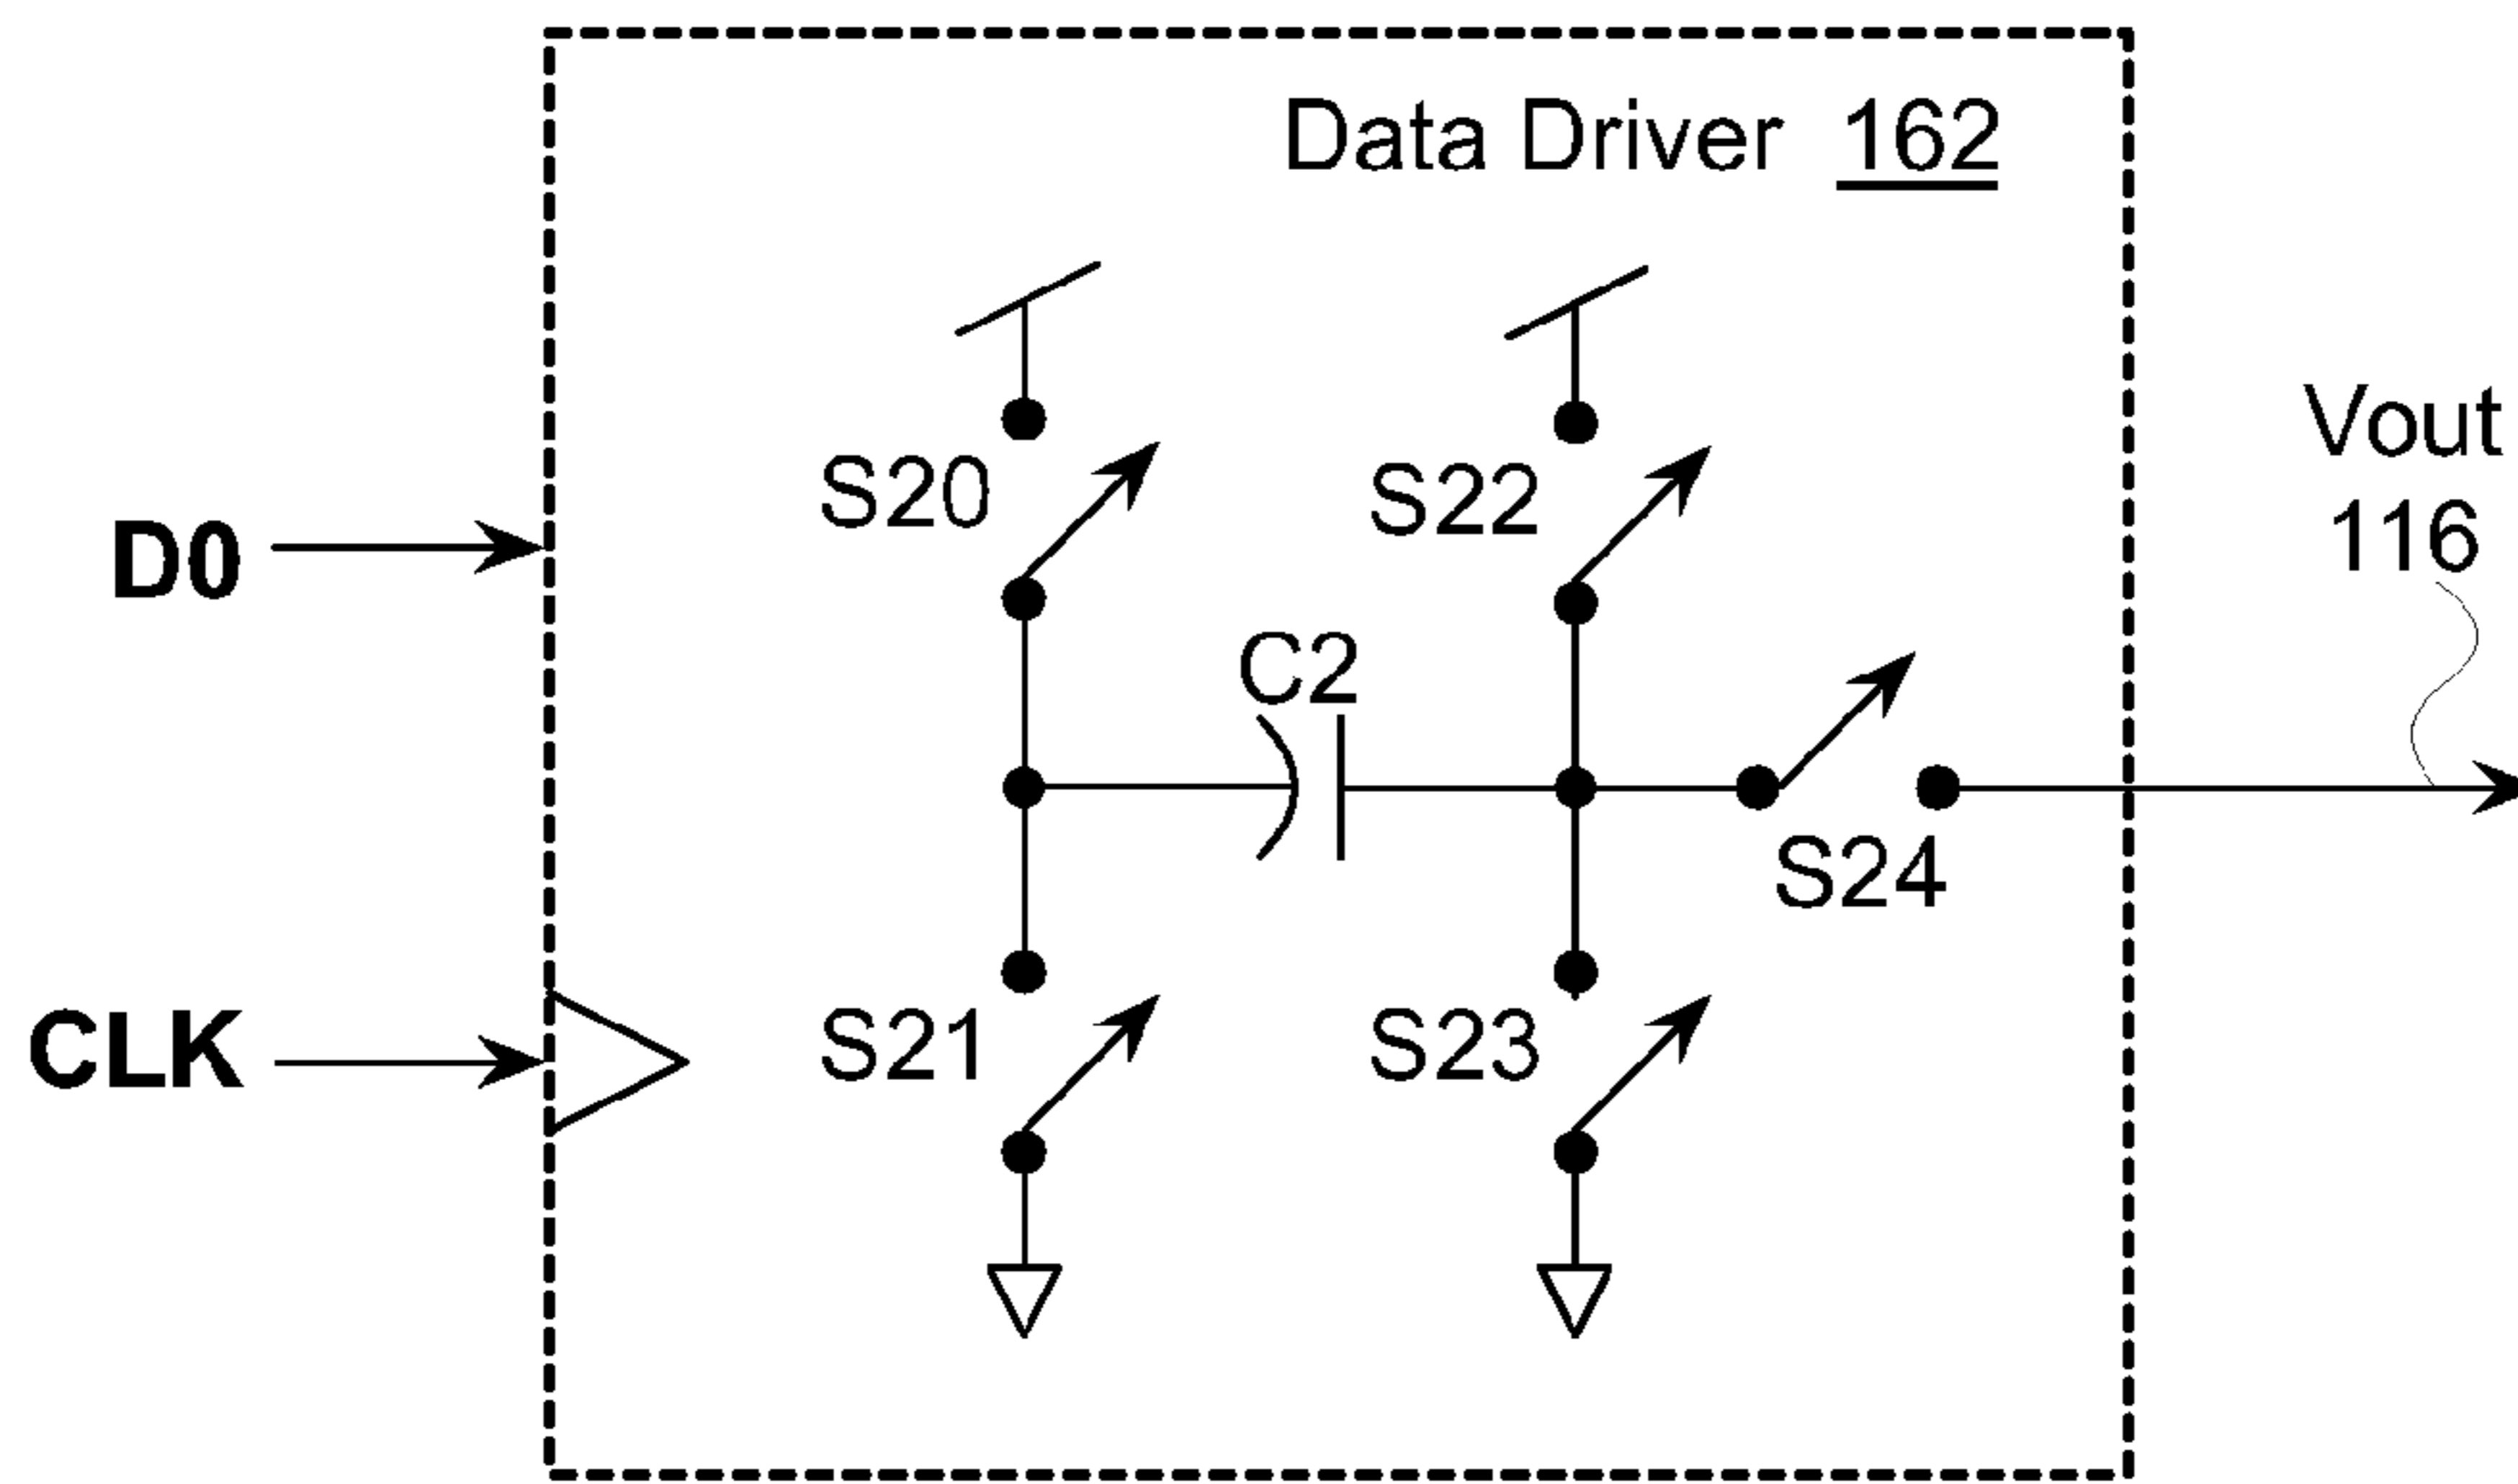 Data Driver 162
Vout
116
S20
S22
D0
C2
S24
CLK
S21
S23